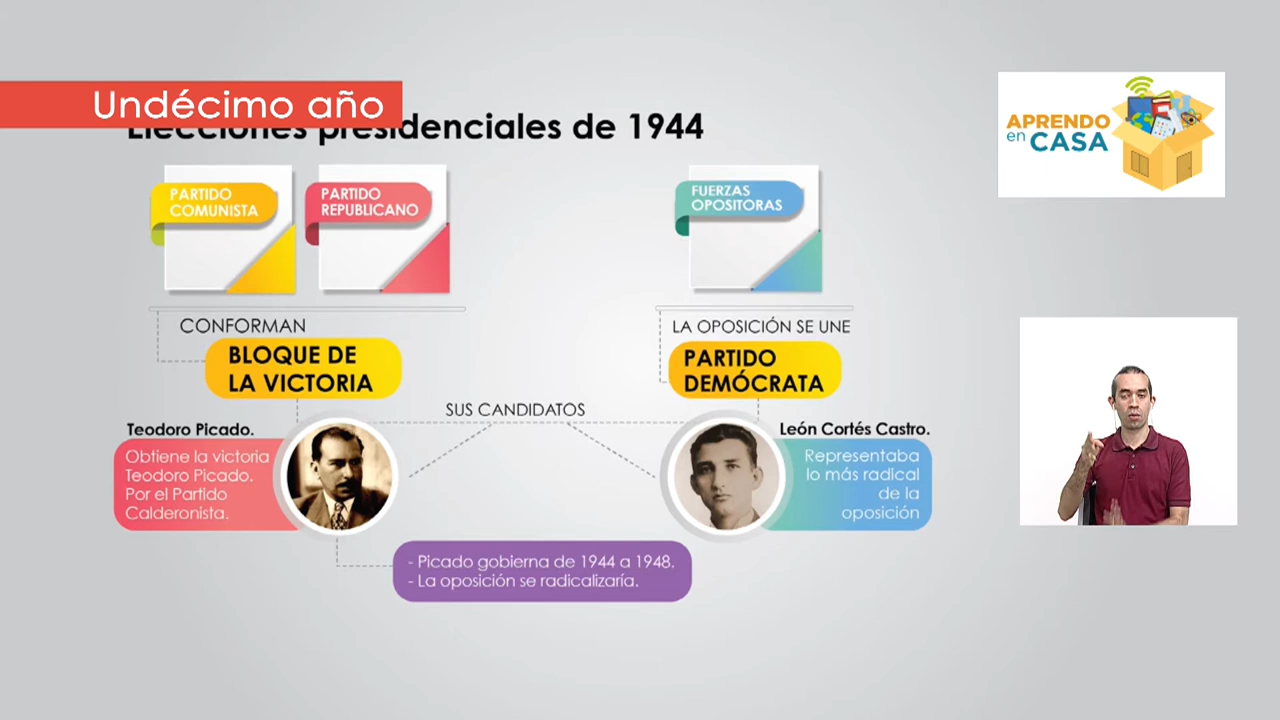 Undécimo año
Elecciones presidenciales de 1944
APRENDO
en CASA
PARTIDO
COMUNISTA
PARTIDO
REPUBLICANO
FUERZAS
OPOSITORAS
CONFORMAN
BLOQUE DE
LA VICTORIA
LA OPOSICIÓN SE UNE
PARTIDO
DEMÓCRATA
SUS CANDIDATOS
Teodoro Picado.
Obtiene la victoria
Teodoro Picado.
Por el Partido
Calderonista.
León Cortés Castro.
Representaba
lo más radical
de la
oposición
- Picado gobierna de 1944 a 1948.
- La oposición se radicalizaría.